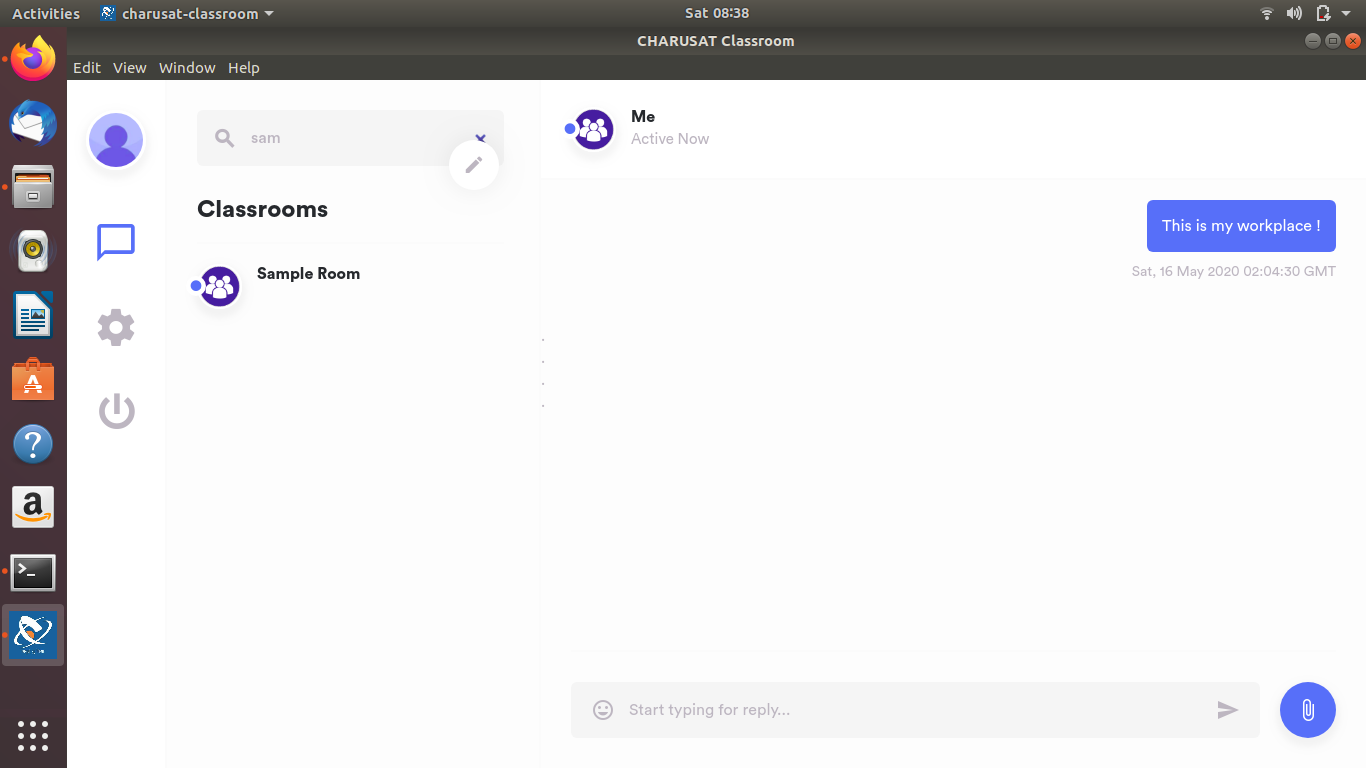 Activities
charusat-classroom
Sat 08:38
CHARUSAT Classroom
Edit View Window Help
sam
Classrooms
Sample Room
Me
Active Now
This is my workplace !
Sat, 16 May 2020 02:04:30 GMT
Start typing for reply...
a
?
>_